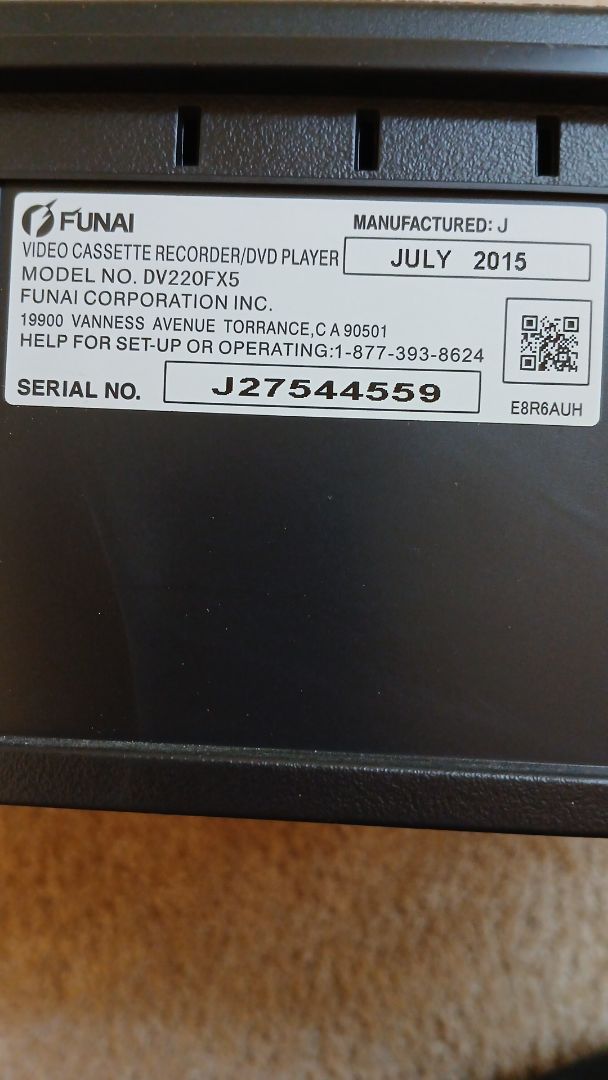 FUNAI
MANUFACTURED: J
VIDEO CASSETTE RECORDER/DVD PLAYER
JULY 2015
MODEL NO. DV220FX5
FUNAI CORPORATION INC.
19900 VANNESS AVENUE TORRANCE,CA 90501
HELP FOR SET-UP OR OPERATING:1-877-393-8624
SERIAL NO. J27544559
E8R6AUH